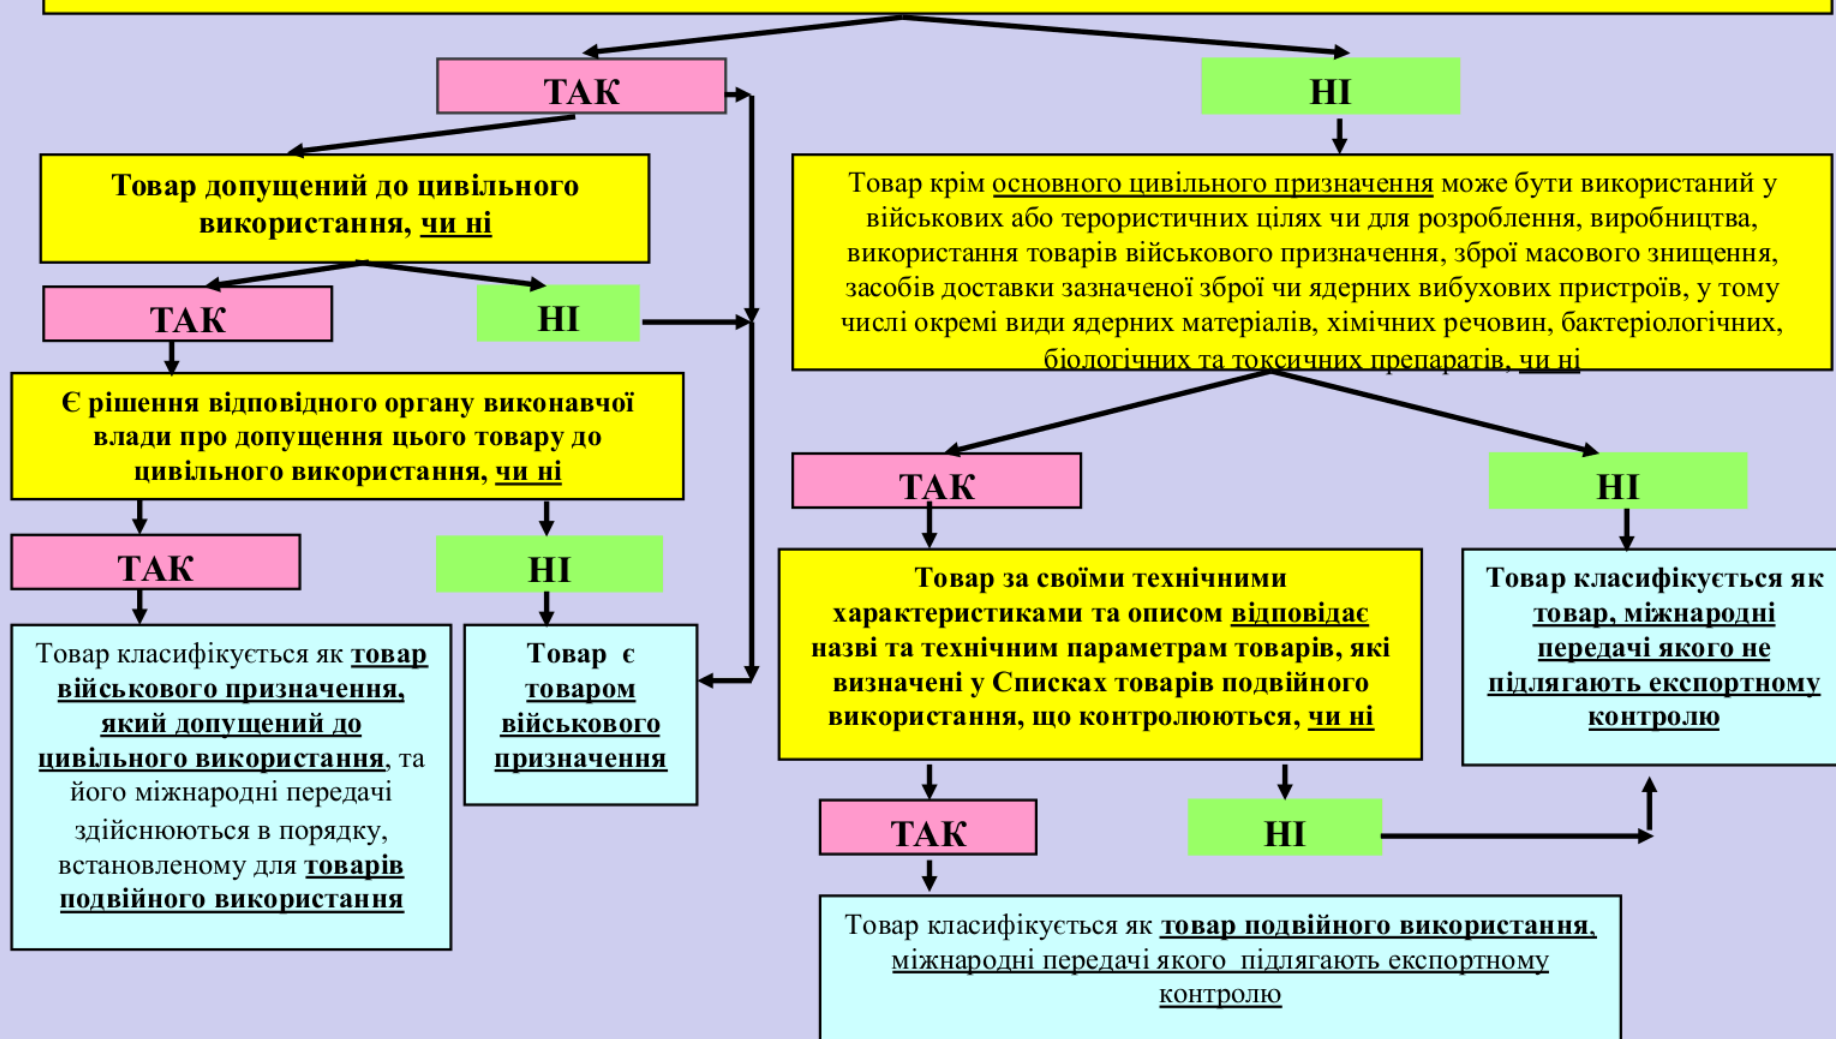 ТАК
НІ
Товар допущений до цивільного
використання, чи ні
Товар крім основного цивільного призначення може бути використаний у
військових або терористичних цілях чи для розроблення, виробництва,
використання товарів військового призначення, зброї масового знищення,
засобів доставки зазначеної зброї чи ядерних вибухових пристроїв, у тому
числі окремі види ядерних матеріалів, хімічних речовин, бактеріологічних,
біологічних та токсичних препаратів, чи ні
ТАК
НІ
Є рішення відповідного органу виконавчої
влади про допущення цього товару до
цивільного використання, чи ні
ТАК
НІ
ТАК
НІ
Товар класифікується як товар
військового призначення,
який допущений до
цивільного використання, та
його міжнародні передачі
здійснюються в порядку,
встановленому для товарів
подвійного використання
Товар є
товаром
військового
призначення
Товар за своїми технічними
характеристиками та описом відповідає
назві та технічним параметрам товарів, які
визначені у Списках товарів подвійного
використання, що контролюються, чи ні
Товар класифікується як
товар, міжнародні
передачі якого не
підлягають експортному
контролю
ТАК
НІ
Товар класифікується як товар подвійного використання,
міжнародні передачі якого підлягають експортному
контролю